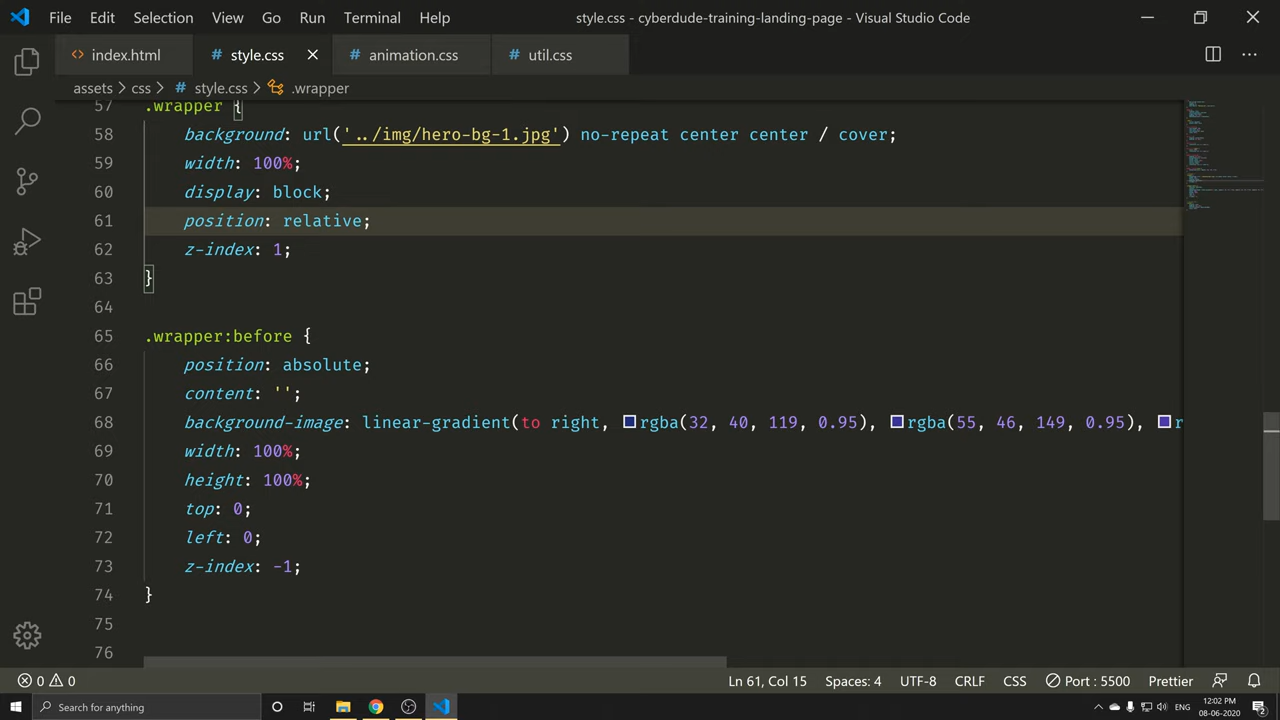 File Edit Selection View Go Run Terminal Help style.css - cyberdude-training-landing-page - Visual Studio Code
index.html # style.css # animation.css # util.css
assets > css > # style.css > .wrapper
57 .wrapper {
58 background: url('../img/hero-bg-1.jpg') no-repeat center center / cover;
59 width: 100%;
60 display: block;
61 position: relative;
62 z-index: 1;
63 }
64
65 .wrapper:before {
66 position: absolute;
67 content: '';
68 background-image: linear-gradient(to right, rgba(32, 40, 119, 0.95), rgba(55, 46, 149, 0.95), r
69 width: 100%;
70 height: 100%;
71 top: 0;
72 left: 0;
73 z-index: -1;
74 }
75
76
0 0 Ln 61, Col 15 Spaces: 4 UTF-8 CRLF CSS Port : 5500 Prettier
Search for anything ENG 12:02 PM
08-06-2020 2